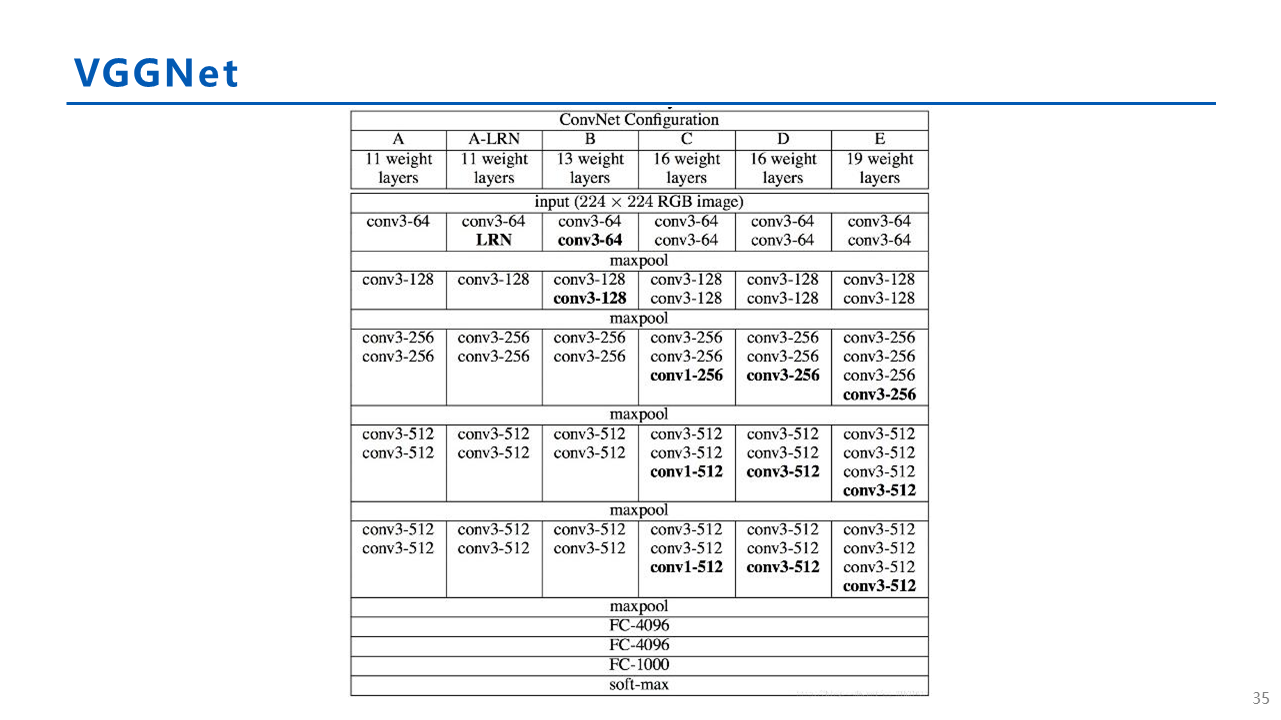 VGGNet
ConvNet Configuration
A A-LRN B C D E
11 weight layers 11 weight layers 13 weight layers 16 weight layers 16 weight layers 19 weight layers
input (224 × 224 RGB image)
conv3-64 conv3-64 conv3-64 conv3-64 conv3-64 conv3-64
LRN conv3-64 conv3-64 conv3-64 conv3-64
maxpool
conv3-128 conv3-128 conv3-128 conv3-128 conv3-128 conv3-128
conv3-128 conv3-128 conv3-128 conv3-128
maxpool
conv3-256 conv3-256 conv3-256 conv3-256 conv3-256 conv3-256
conv3-256 conv3-256 conv3-256 conv3-256 conv3-256 conv3-256
conv1-256 conv3-256 conv3-256
conv3-256
maxpool
conv3-512 conv3-512 conv3-512 conv3-512 conv3-512 conv3-512
conv3-512 conv3-512 conv3-512 conv3-512 conv3-512 conv3-512
conv1-512 conv3-512 conv3-512
conv3-512
maxpool
conv3-512 conv3-512 conv3-512 conv3-512 conv3-512 conv3-512
conv3-512 conv3-512 conv3-512 conv3-512 conv3-512 conv3-512
conv1-512 conv3-512 conv3-512
conv3-512
maxpool
FC-4096
FC-4096
FC-1000
soft-max
35